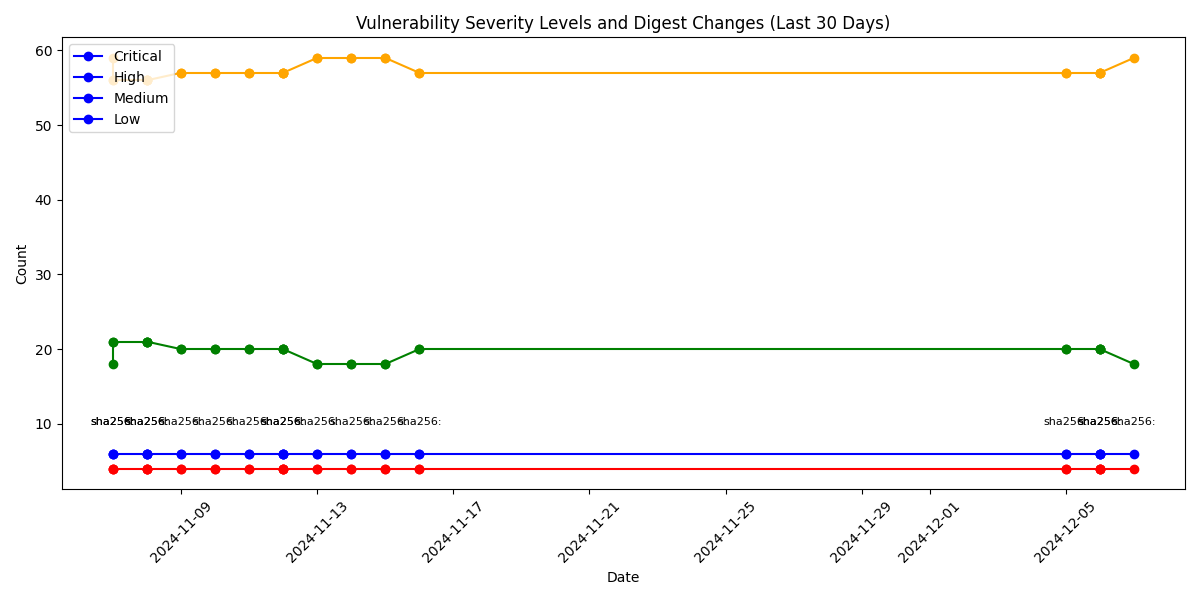 Vulnerability Severity Levels and Digest Changes (Last 30 Days)
Critical
High
Medium
Low
Count
60
50
40
30
20
10
sha256: sha256: sha256: sha256: sha256: sha256: sha256: sha256: sha256: sha256: sha256: sha256: sha256:
2024-11-09
2024-11-13
2024-11-17
2024-11-21
2024-11-25
2024-11-29
2024-12-01
2024-12-05
Date